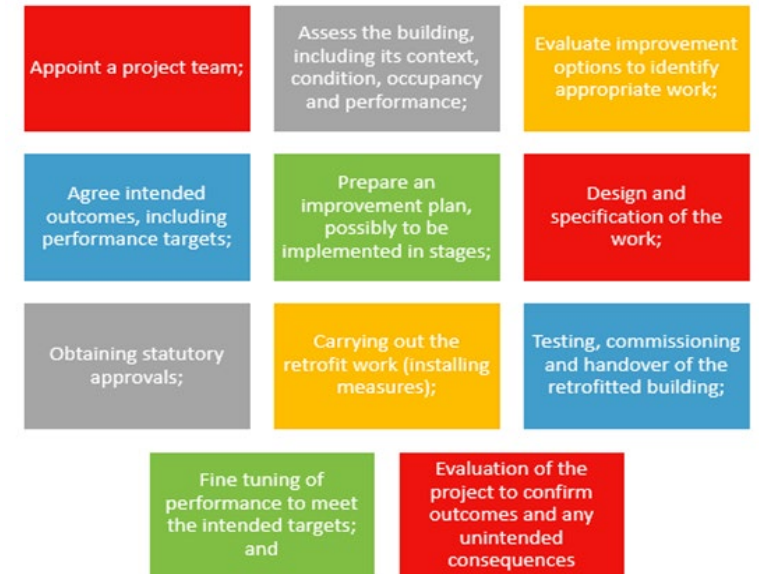 Appoint a project team;
Assess the building,
including its context,
condition, occupancy
and performance;
Evaluate improvement
options to identify
appropriate work;
Agree intended
outcomes, including
performance targets;
Prepare an
improvement plan,
possibly to be
implemented in stages;
Design and
specification of the
work;
Obtaining statutory
approvals;
Carrying out the
retrofit work (installing
measures);
Testing, commissioning
and handover of the
retrofitted building;
Fine tuning of
performance to meet
the intended targets;
and
Evaluation of the
project to confirm
outcomes and any
unintended
consequences